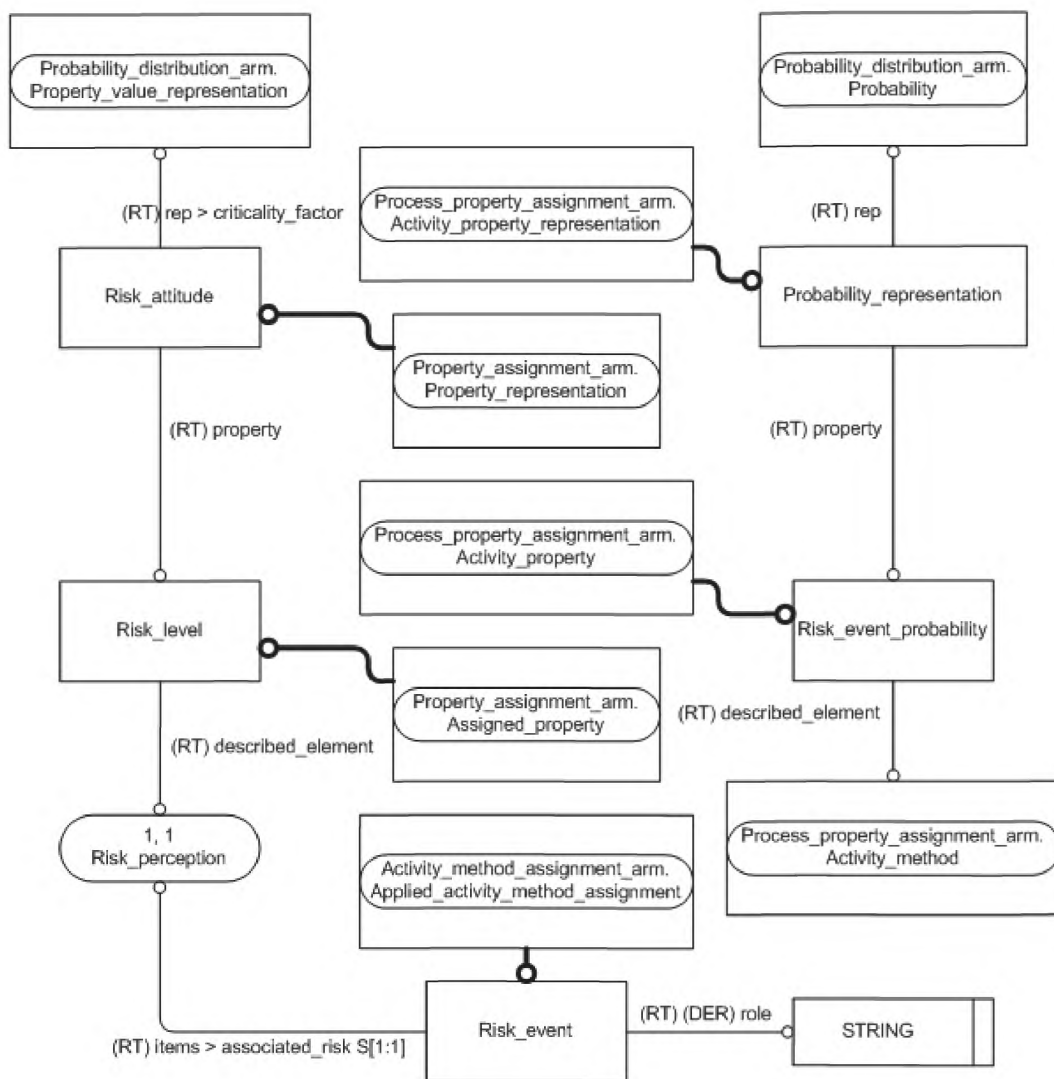 Probability_distribution_arm.
Property_value_representation
Probability_distribution_arm.
Probability
(RT) rep > criticality_factor
Process_property_assignment_arm.
Activity_property_representation
(RT) rep
Risk_attitude
Probability_representation
Property_assignment_arm.
Property_representation
(RT) property
(RT) property
Process_property_assignment_arm.
Activity_property
Risk_level
Risk_event_probability
Property_assignment_arm.
Assigned_property
(RT) described_element
(RT) described_element
1, 1
Risk_perception
Activity_method_assignment_arm.
Applied_activity_method_assignment
Process_property_assignment_arm.
Activity_method
(RT) items > associated_risk S[1:1]
Risk_event
(RT) (DER) role
STRING